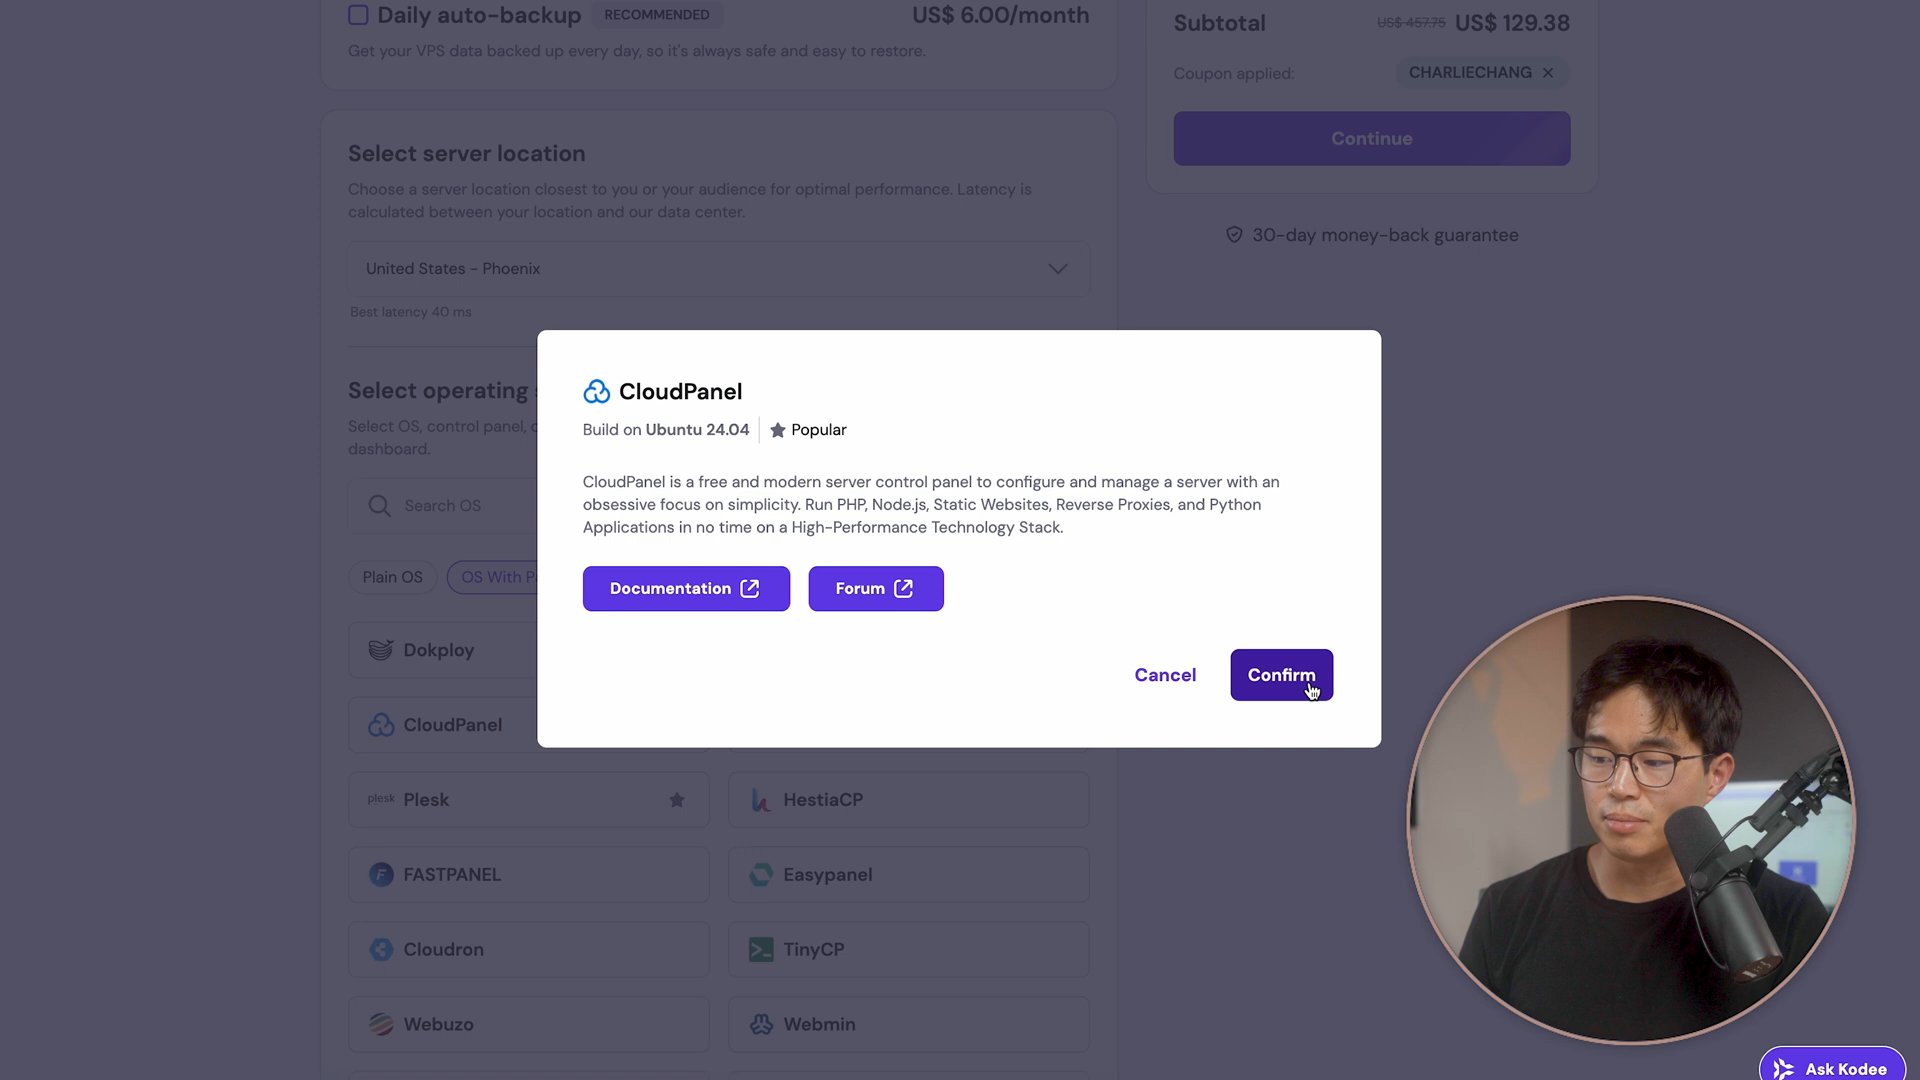 Daily auto-backup RECOMMENDED US$ 6.00/month
Get your VPS data backed up every day, so it's always safe and easy to restore.
Subtotal US$ 457.75 US$ 129.38
Coupon applied: CHARLIECHANG ×
Continue
30-day money-back guarantee
Select server location
Choose a server location closest to you or your audience for optimal performance. Latency is
calculated between your location and our data center.
United States - Phoenix
Best latency 40 ms
Select operating
Select OS, control panel,
dashboard.
Search OS
Plain OS
OS With
CloudPanel
Build on Ubuntu 24.04 Popular
CloudPanel is a free and modern server control panel to configure and manage a server with an
obsessive focus on simplicity. Run PHP, Node.js, Static Websites, Reverse Proxies, and Python
Applications in no time on a High-Performance Technology Stack.
Documentation
Forum
Cancel
Confirm
Dokploy
CloudPanel
plesk Plesk
HestiaCP
FASTPANEL
Easypanel
Cloudron
TinyCP
Webuzo
Webmin
Ask Kodee